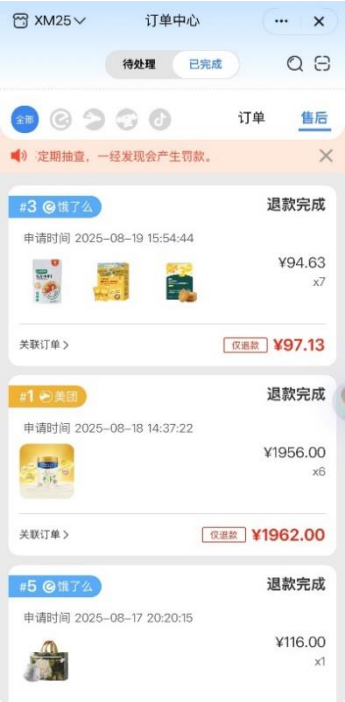 XM25 订单中心
待处理 已完成
全部 订单 售后
定期抽查，一经发现会产生罚款。
#3 饿了么 退款完成
申请时间 2025-08-19 15:54:44
¥94.63
x7
关联订单 仅退款 ¥97.13
#1 美团 退款完成
申请时间 2025-08-18 14:37:22
¥1956.00
x6
关联订单 仅退款 ¥1962.00
#5 饿了么 退款完成
申请时间 2025-08-17 20:20:15
¥116.00
x1